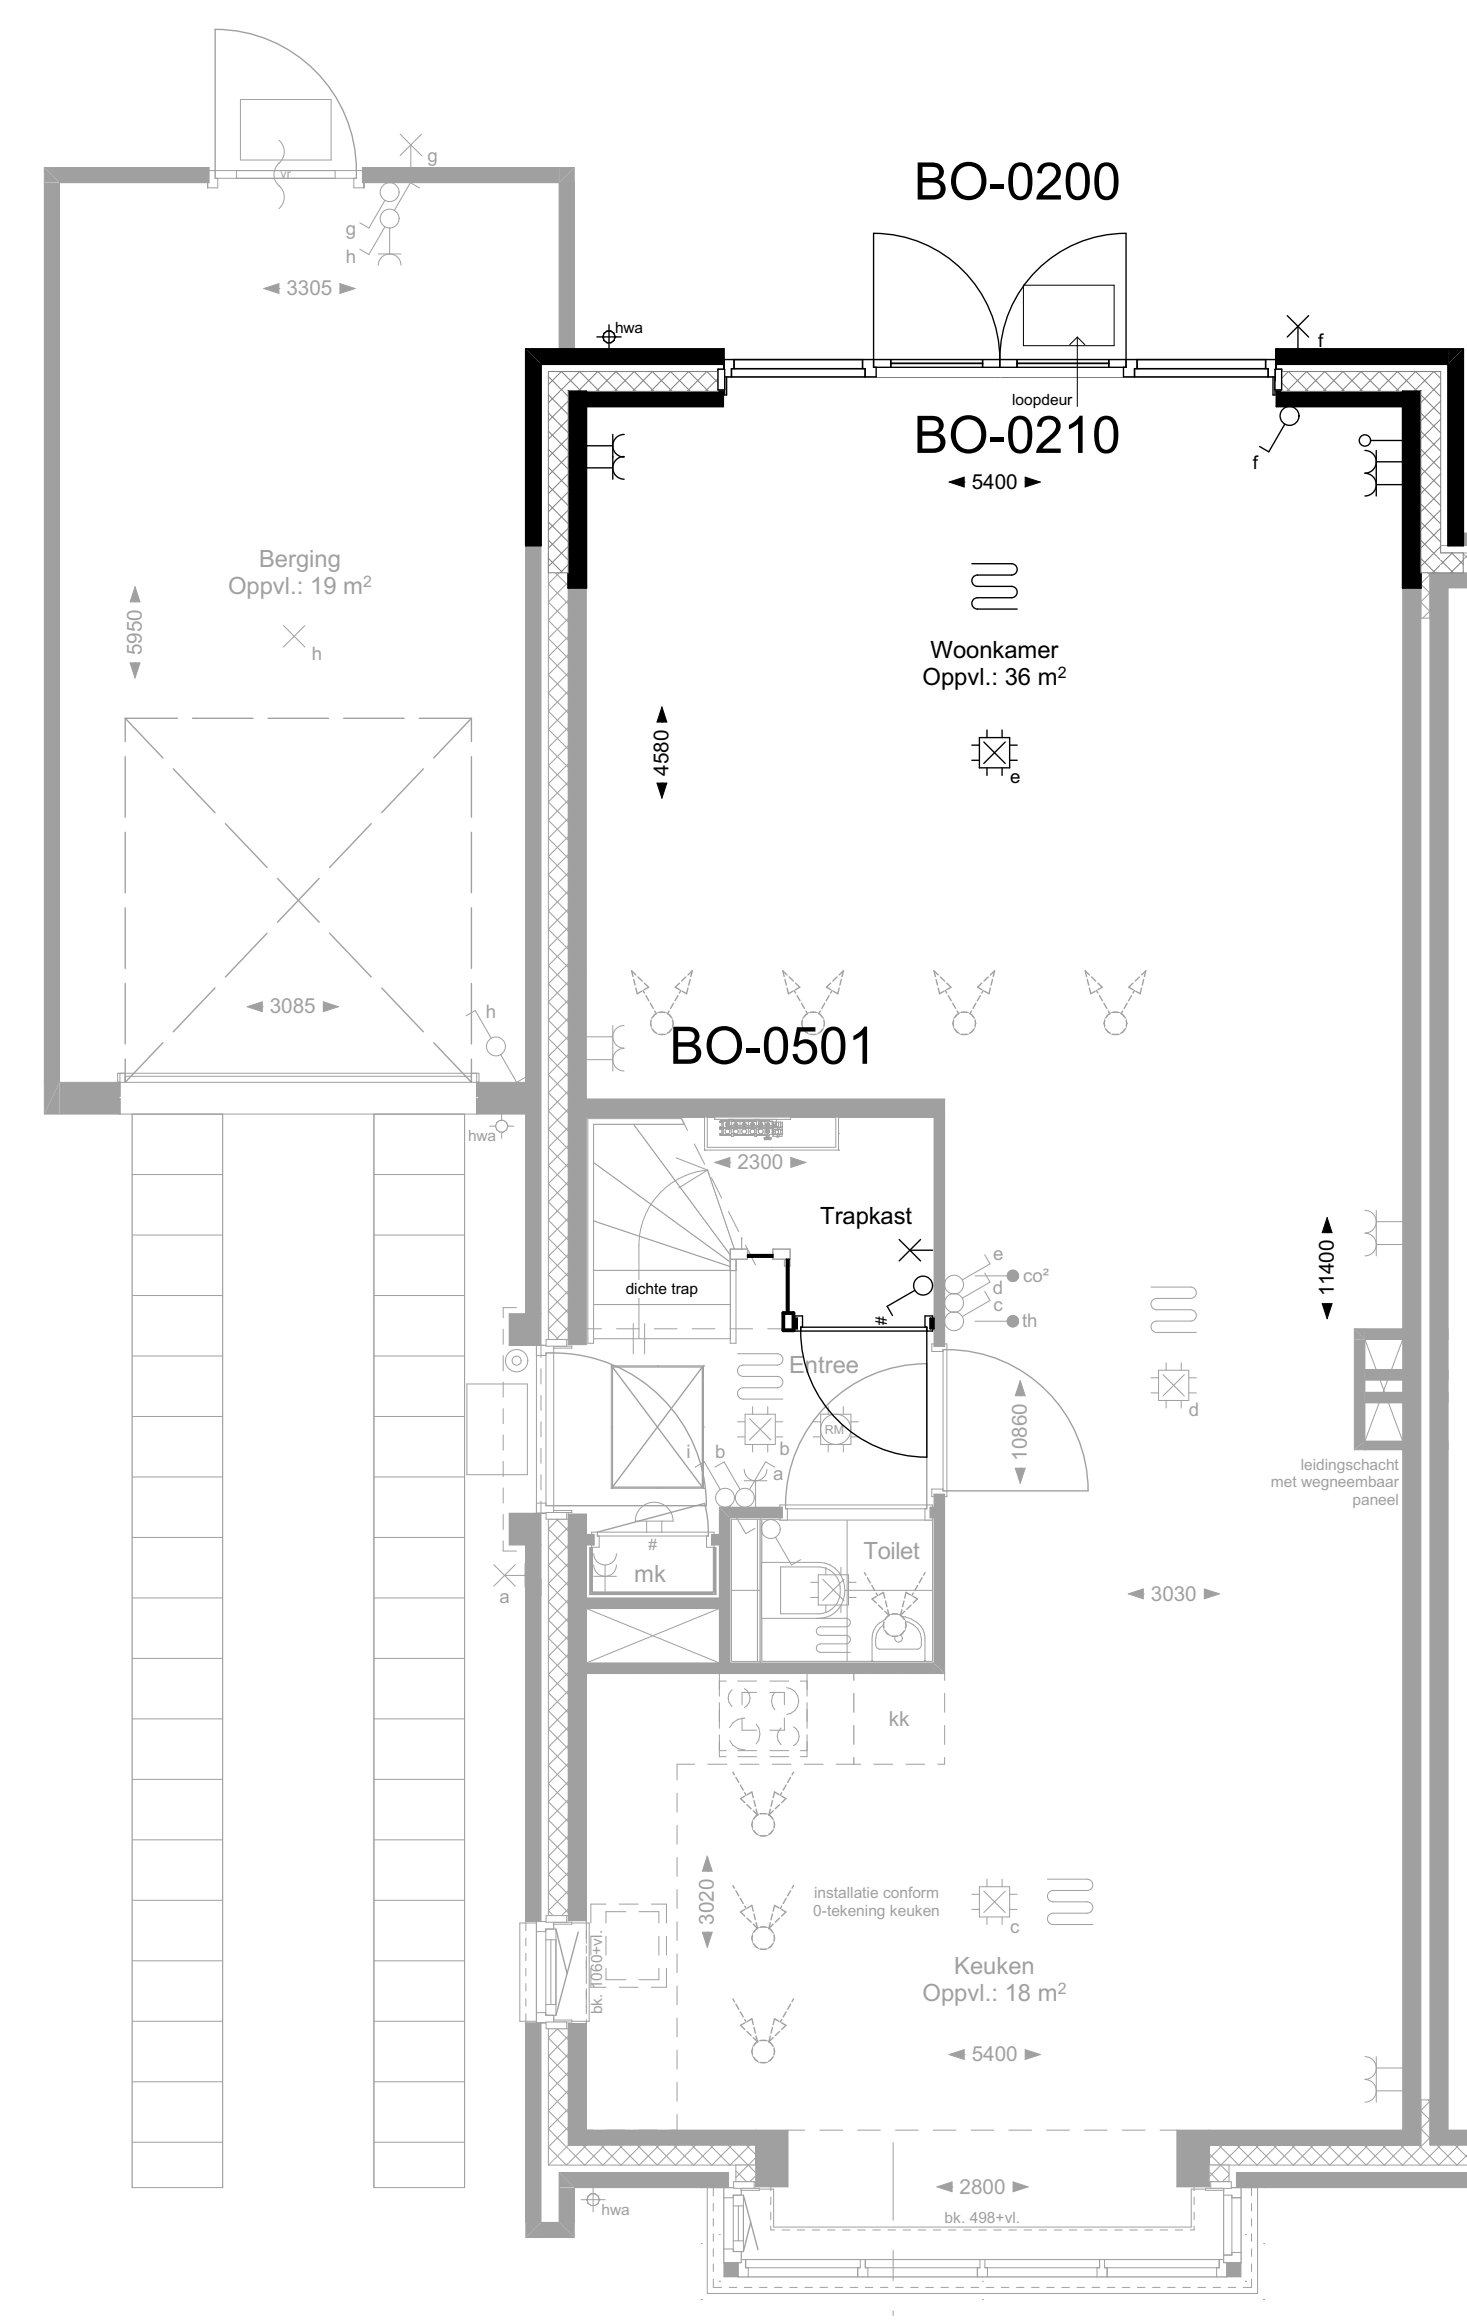 g
BO-0200
vr
g
h
3305
hwa
f
loopdeur
BO-0210
f
5400
Berging
Oppvl.: 19 m²
5950
h
Woonkamer
Oppvl.: 36 m²
4580
e
3085
h
BO-0501
hwa
2300
Trapkast
e
co²
d
c
th
dichte trap
#
11400
Entree
RM
d
10860
i
b
b
a
leidingschacht
met wegneembaar
paneel
#
mk
Toilet
a
3030
kk
3020
installatie conform
0-tekening keuken
c
bk. 1060+vl.
Keuken
Oppvl.: 18 m²
5400
2800
bk. 498+vl.
hwa